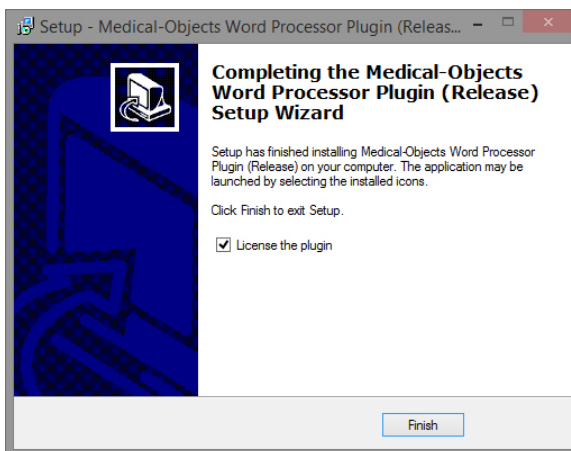 Setup - Medical-Objects Word Processor Plugin (Releas...
Completing the Medical-Objects
Word Processor Plugin (Release)
Setup Wizard
Setup has finished installing Medical-Objects Word Processor
Plugin (Release) on your computer. The application may be
launched by selecting the installed icons.
Click Finish to exit Setup.
License the plugin
Finish